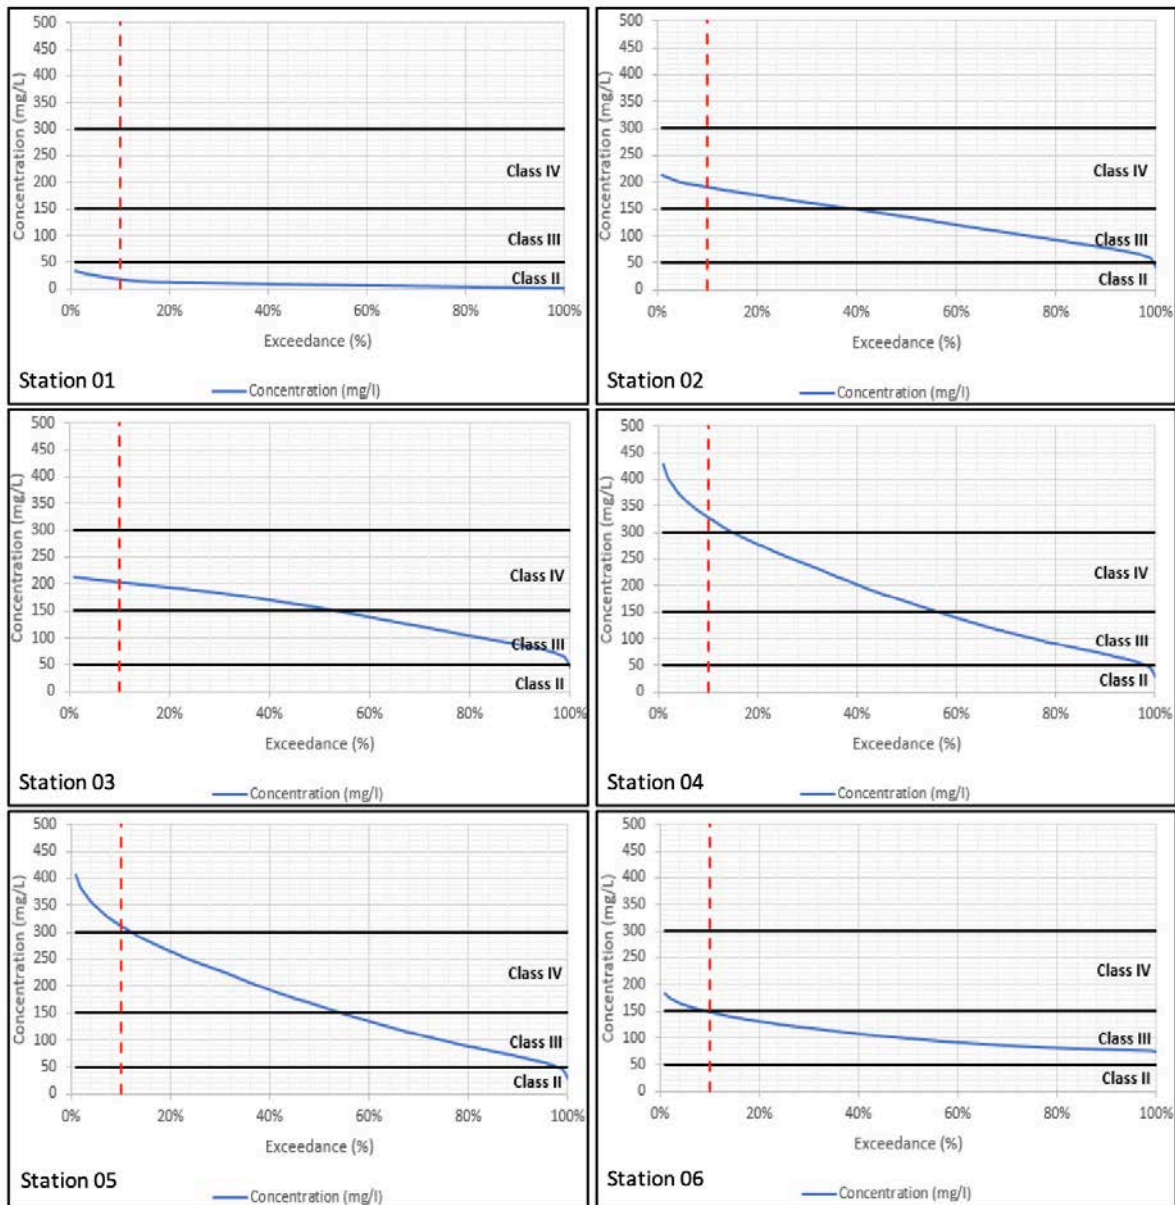 500
450
400
350
300
250
200
150
100
50
0
Concentration (mg/L)
Class IV
Class III
Class II
0% 20% 40% 60% 80% 100%
Exceedance (%)
Station 01
Concentration (mg/l)
500
450
400
350
300
250
200
150
100
50
0
Concentration (mg/L)
Class IV
Class III
Class II
0% 20% 40% 60% 80% 100%
Exceedance (%)
Station 02
Concentration (mg/l)
500
450
400
350
300
250
200
150
100
50
0
Concentration (mg/L)
Class IV
Class III
Class II
0% 20% 40% 60% 80% 100%
Exceedance (%)
Station 03
Concentration (mg/l)
500
450
400
350
300
250
200
150
100
50
0
Concentration (mg/L)
Class IV
Class III
Class II
0% 20% 40% 60% 80% 100%
Exceedance (%)
Station 04
Concentration (mg/l)
500
450
400
350
300
250
200
150
100
50
0
Concentration (mg/L)
Class IV
Class III
Class II
0% 20% 40% 60% 80% 100%
Exceedance (%)
Station 05
Concentration (mg/l)
500
450
400
350
300
250
200
150
100
50
0
Concentration (mg/L)
Class IV
Class III
Class II
0% 20% 40% 60% 80% 100%
Exceedance (%)
Station 06
Concentration (mg/l)